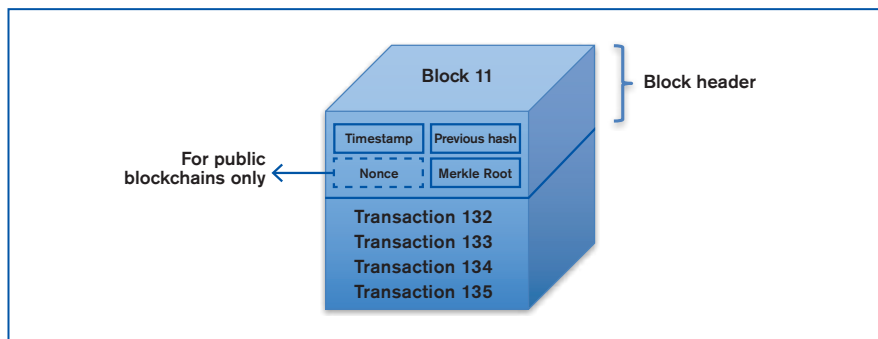 Block 11
Block header
Timestamp
Previous hash
For public
blockchains only
Nonce
Merkle Root
Transaction 132
Transaction 133
Transaction 134
Transaction 135